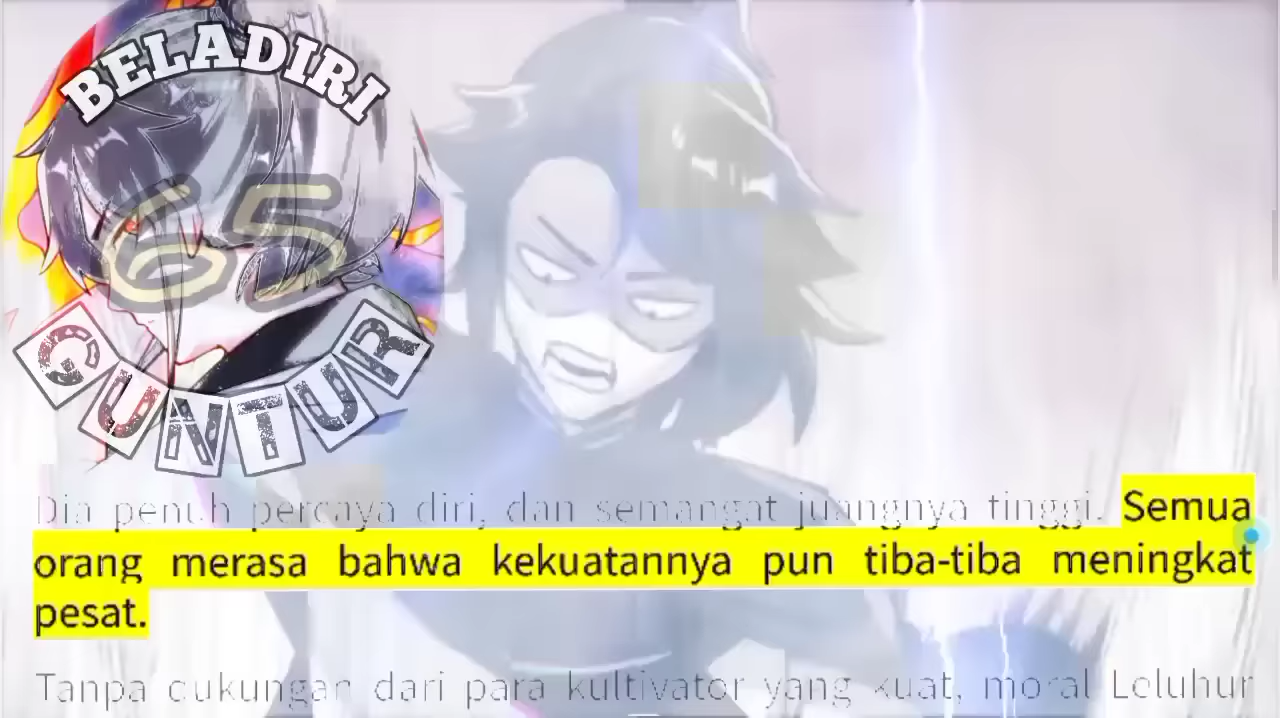 BELADIRI
65
GUNTUR
Dia penuh percaya diri, dan semangat juangnya tinggi. Semua
orang merasa bahwa kekuatannya pun tiba-tiba meningkat
pesat.
Tanpa dukungan dari para kultivator yang kuat, moral Leluhur